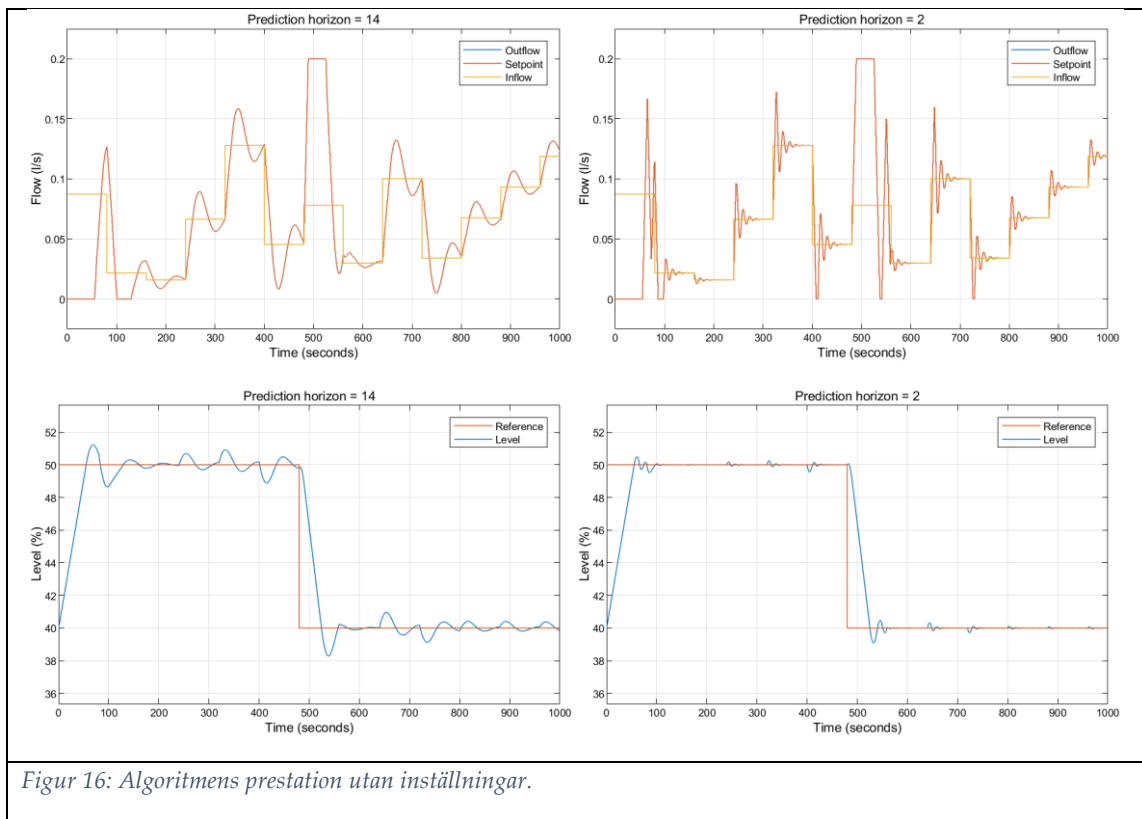 Prediction horizon = 14
Flow (l/s)
0.2
0.15
0.1
0.05
0
Outflow
Setpoint
Inflow
0 100 200 300 400 500 600 700 800 900 1000
Time (seconds)
Prediction horizon = 2
Flow (l/s)
0.2
0.15
0.1
0.05
0
Outflow
Setpoint
Inflow
0 100 200 300 400 500 600 700 800 900 1000
Time (seconds)
Prediction horizon = 14
Level (%)
52
50
48
46
44
42
40
38
36
Reference
Level
0 100 200 300 400 500 600 700 800 900 1000
Time (seconds)
Prediction horizon = 2
Level (%)
52
50
48
46
44
42
40
38
36
Reference
Level
0 100 200 300 400 500 600 700 800 900 1000
Time (seconds)
Figur 16: Algoritmens prestation utan inställningar.